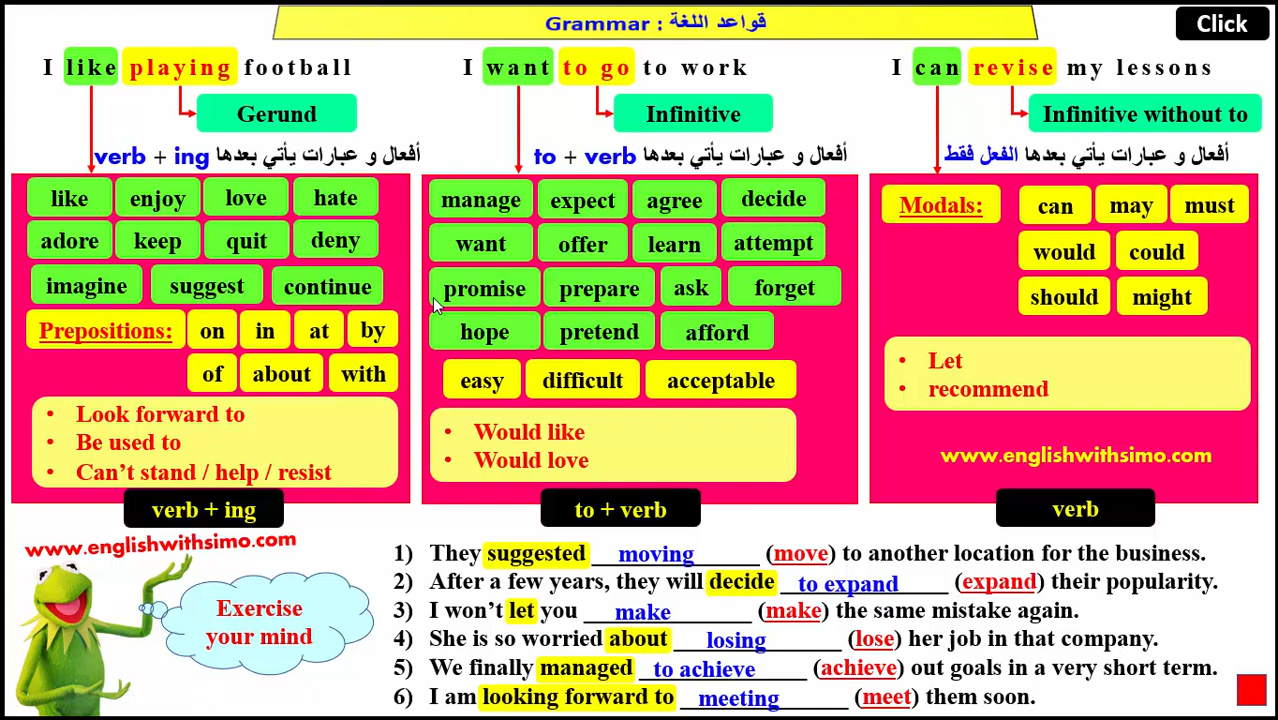 Grammar : قواعد اللغة
Click
I like playing football
Gerund
أفعال و عبارات يأتي بعدها verb + ing
like enjoy love hate
adore keep quit deny
imagine suggest continue
Prepositions: on in at by
of about with
• Look forward to
• Be used to
• Can't stand / help / resist
verb + ing
I want to go to work
Infinitive
أفعال و عبارات يأتي بعدها to + verb
manage expect agree decide
want offer learn attempt
promise prepare ask forget
hope pretend afford
easy difficult acceptable
• Would like
• Would love
to + verb
I can revise my lessons
Infinitive without to
أفعال و عبارات يأتي بعدها الفعل فقط
Modals: can may must
would could
should might
• Let
• recommend
www.englishwithsimo.com
verb
www.englishwithsimo.com
Exercise
your mind
1) They suggested moving (move) to another location for the business.
2) After a few years, they will decide to expand (expand) their popularity.
3) I won't let you make (make) the same mistake again.
4) She is so worried about losing (lose) her job in that company.
5) We finally managed to achieve (achieve) out goals in a very short term.
6) I am looking forward to meeting (meet) them soon.